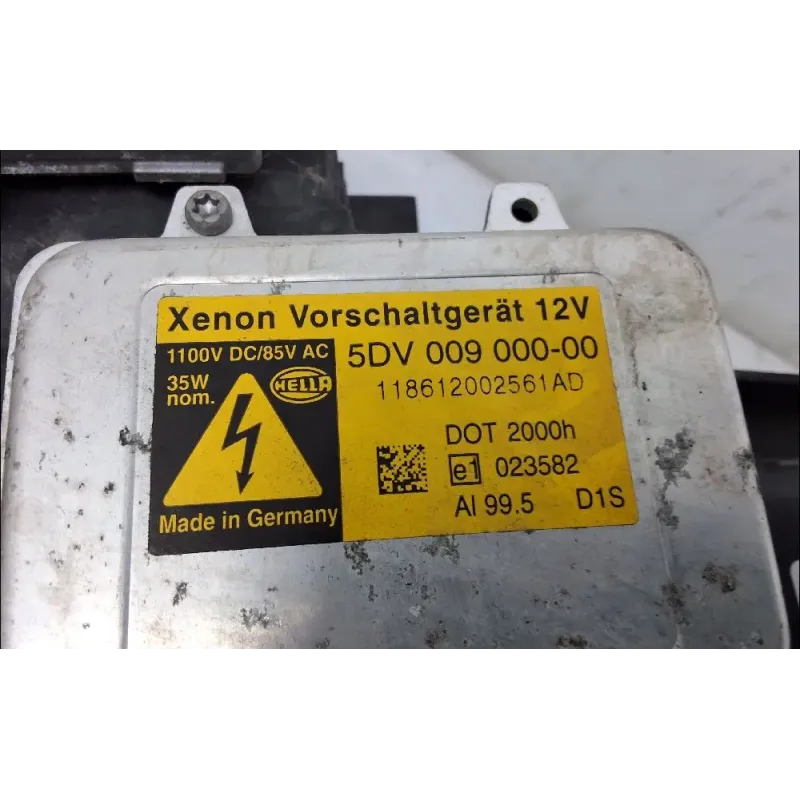 Xenon Vorschaltgerät 12V
1100V DC/85V AC
5DV 009 000-00
35W
nom.
HELLA
118612002561AD
DOT 2000h
e1 023582
Al 99.5 D1S
Made in Germany